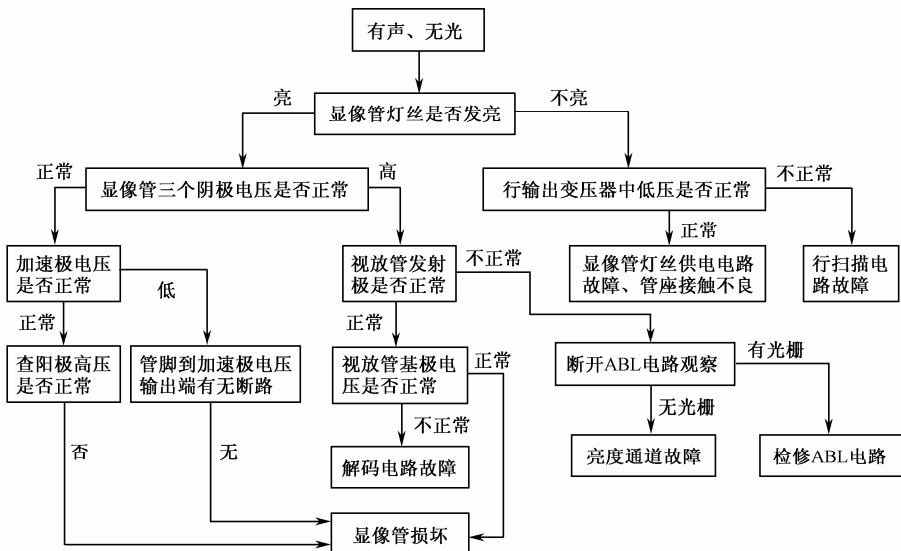 有声、无光
亮
显像管灯丝是否发亮
不亮
正常
显像管三个阴极电压是否正常
高
行输出变压器中低压是否正常
不正常
加速极电压
是否正常
低
视放管发射
极是否正常
不正常
正常
显像管灯丝供电电路
故障、管座接触不良
行扫描电
路故障
正常
查阳极高压
是否正常
管脚到加速极电压
输出端有无断路
正常
视放管基极电
压是否正常
正常
断开ABL电路观察
有光栅
否
无
不正常
解码电路故障
无光栅
亮度通道故障
检修ABL电路
显像管损坏